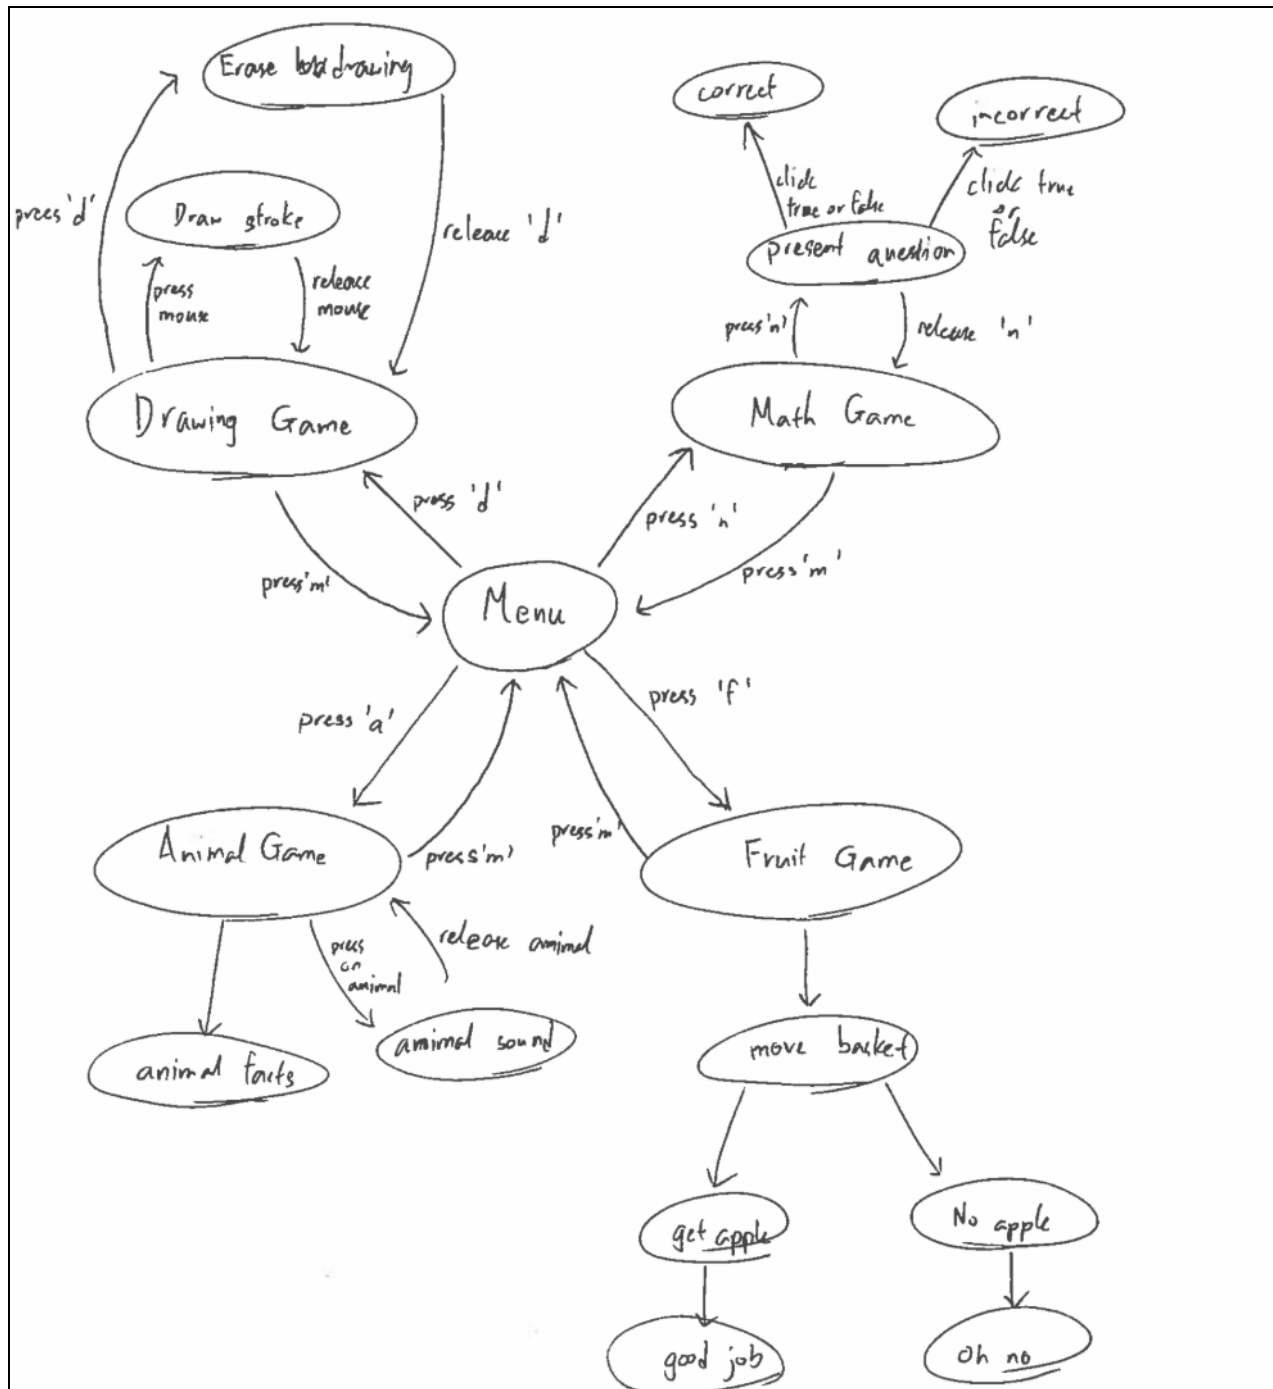 Erase drawing
correct
incorrect
press 'd'
Draw stroke
release 'd'
click
true or false
click true
or
false
present question
press
mouse
release
mouse
press 'n'
release 'n'
Drawing Game
Math Game
press 'd'
press 'n'
press 'm'
press 'm'
Menu
press 'a'
press 'f'
Animal Game
press 'm'
press 'm'
Fruit Game
press
on
animal
release animal
animal facts
animal sound
move basket
get apple
No apple
good job
Oh no